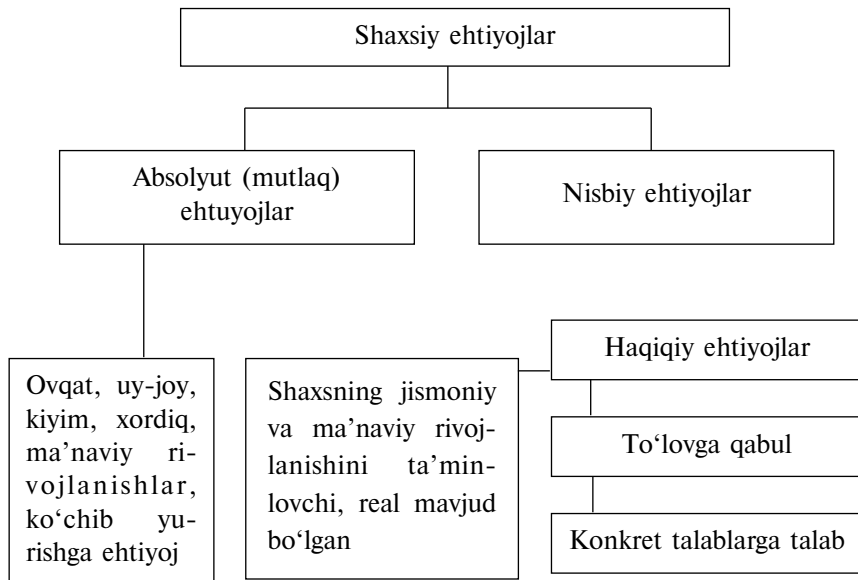 Shaxsiy ehtiyojlar
Absolyut (mutlaq)
ehtuyojlar
Nisbiy ehtiyojlar
Ovqat, uy-joy,
kiyim, xordiq,
ma’naviy ri-
vojlanishlar,
ko‘chib yu-
rishga ehtiyoj
Shaxsning jismoniy
va ma’naviy rivoj-
lanishini ta’min-
lovchi, real mavjud
bo‘lgan
Haqiqiy ehtiyojlar
To‘lovga qabul
Konkret talablarga talab